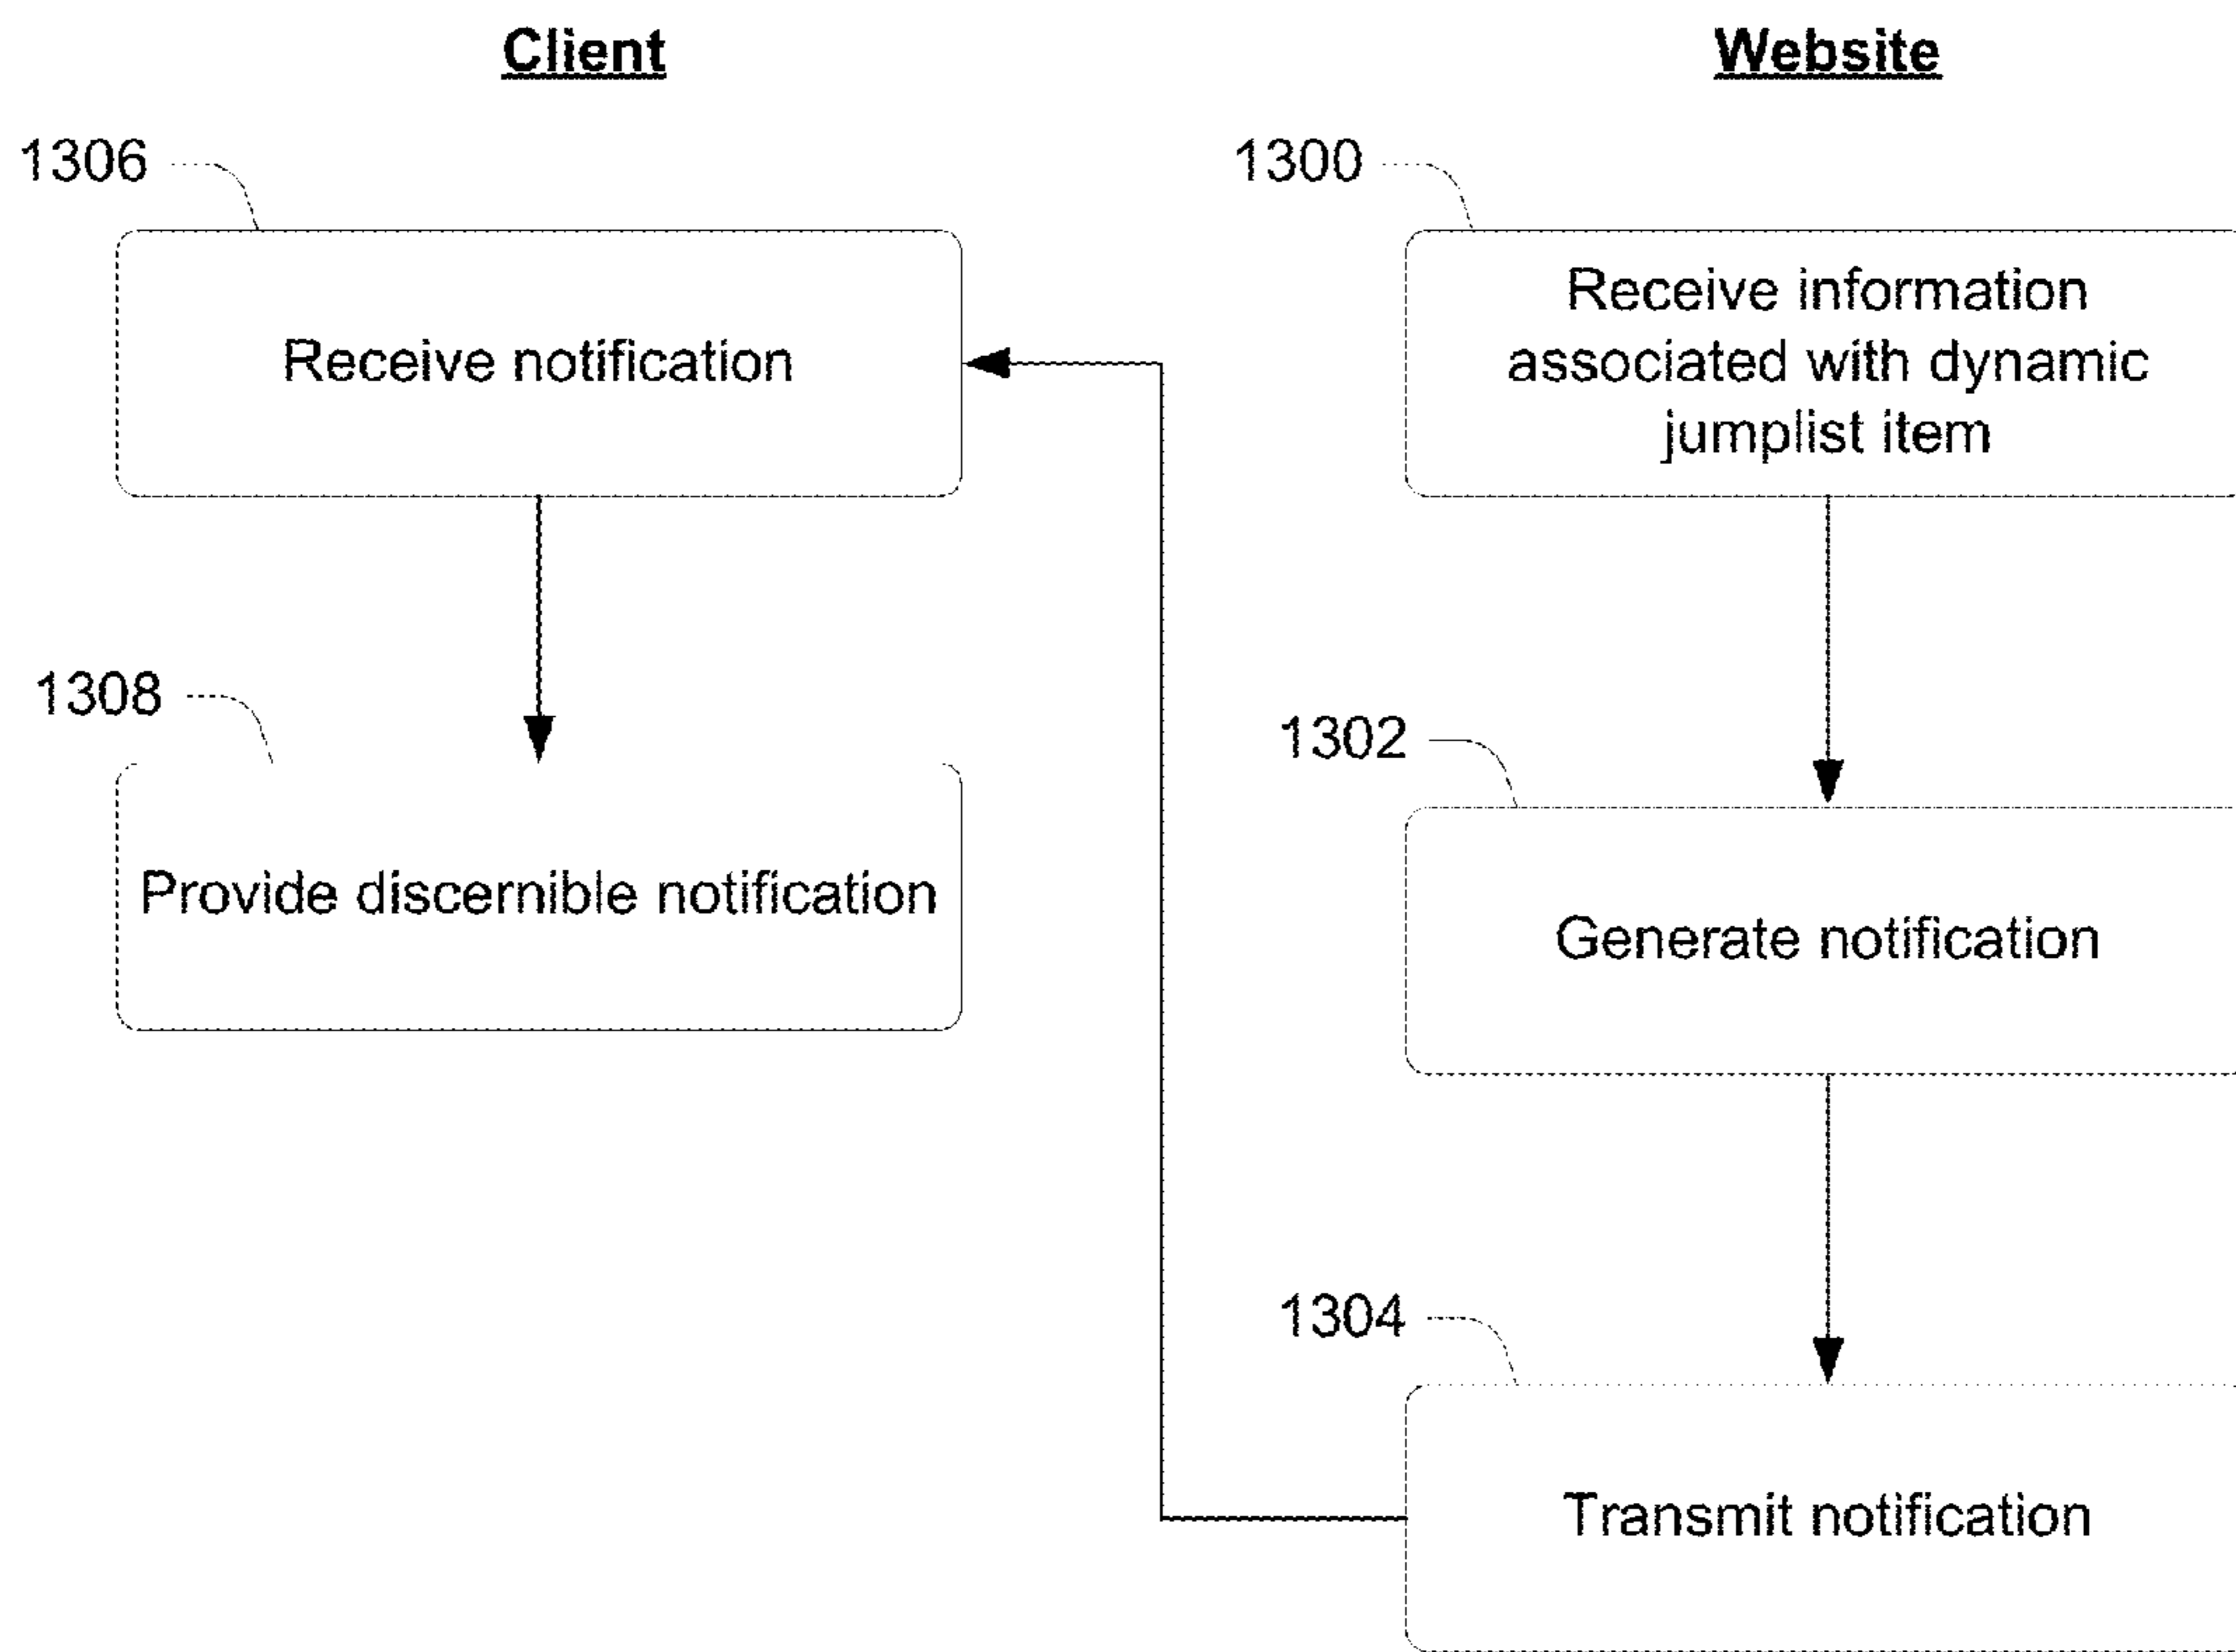 Client
Website
1306
1300
Receive notification
Receive information
associated with dynamic
jumplist item
1308
1302
Provide discernible notification
Generate notification
1304
Transmit notification